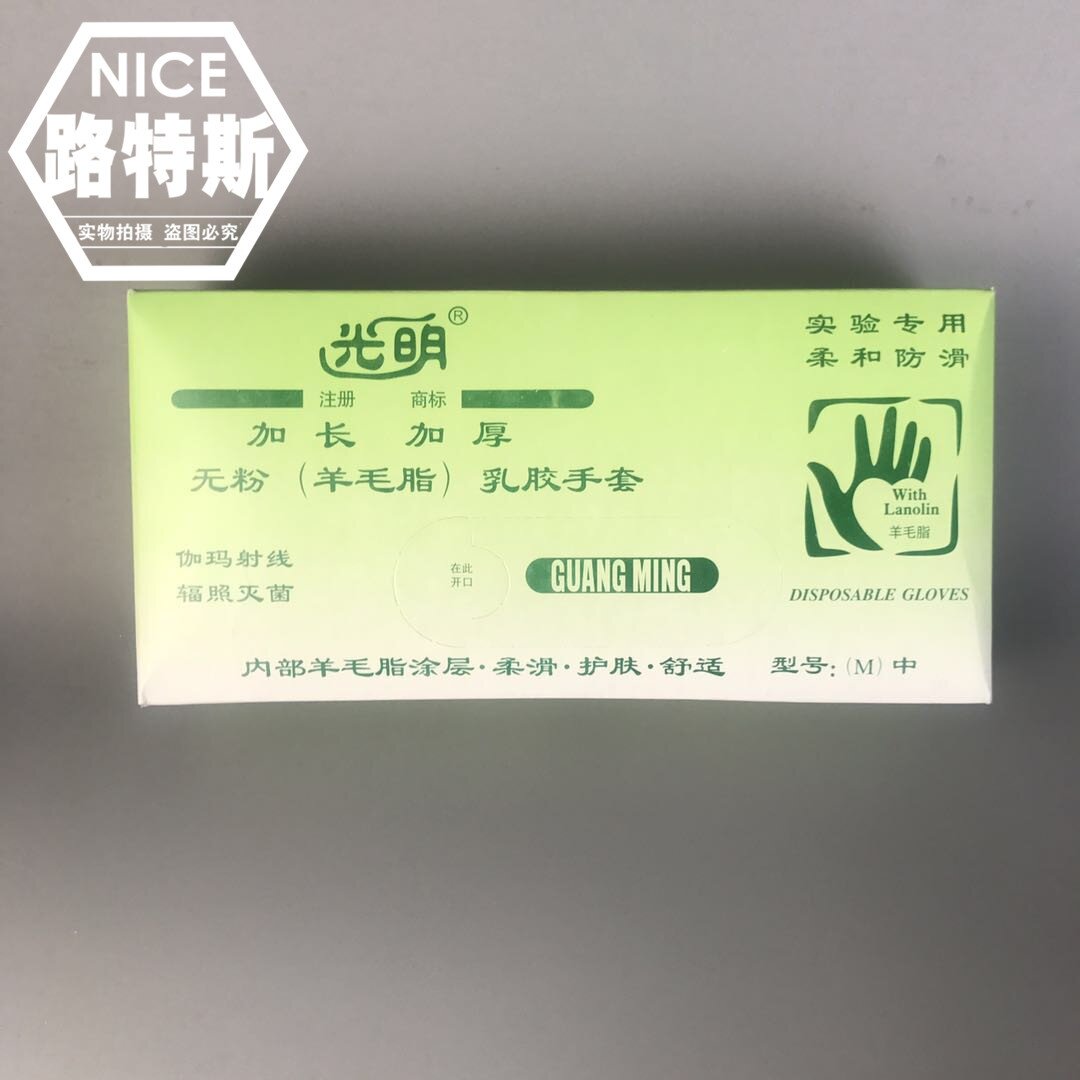 NICE
路特斯
实物拍摄 盗图必究
光明®
注册 商标
加长 加厚
无粉（羊毛脂）乳胶手套
伽玛射线
辐照灭菌
在此
开口
GUANG MING
实验专用
柔和防滑
With
Lanolin
羊毛脂
DISPOSABLE GLOVES
内部羊毛脂涂层·柔滑·护肤·舒适 型号:(M)中